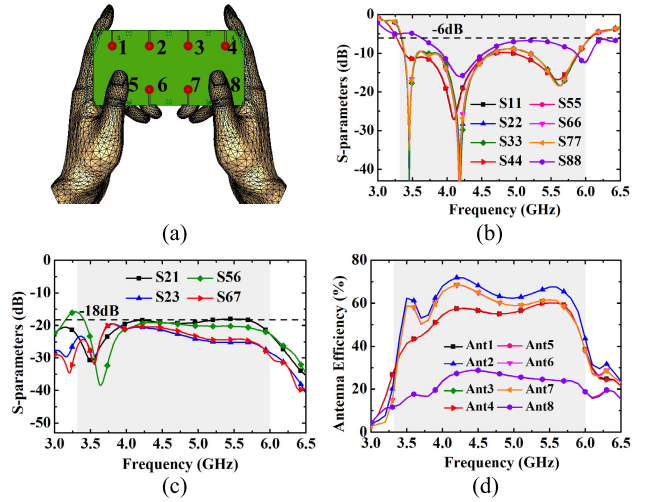 1 2 3 4
5 6 7 8
(a)
-6dB
S-parameters (dB)
0
-10
-20
-30
-40
S11 S55
S22 S66
S33 S77
S44 S88
3.0 3.5 4.0 4.5 5.0 5.5 6.0 6.5
Frequency (GHz)
(b)
S-parameters (dB)
0
-10
-20
-30
-40
-50
S21 S56
S23 S67
-18dB
3.0 3.5 4.0 4.5 5.0 5.5 6.0 6.5
Frequency (GHz)
(c)
Antenna Efficiency (%)
80
60
40
20
0
Ant1 Ant5
Ant2 Ant6
Ant3 Ant7
Ant4 Ant8
3.0 3.5 4.0 4.5 5.0 5.5 6.0 6.5
Frequency (GHz)
(d)